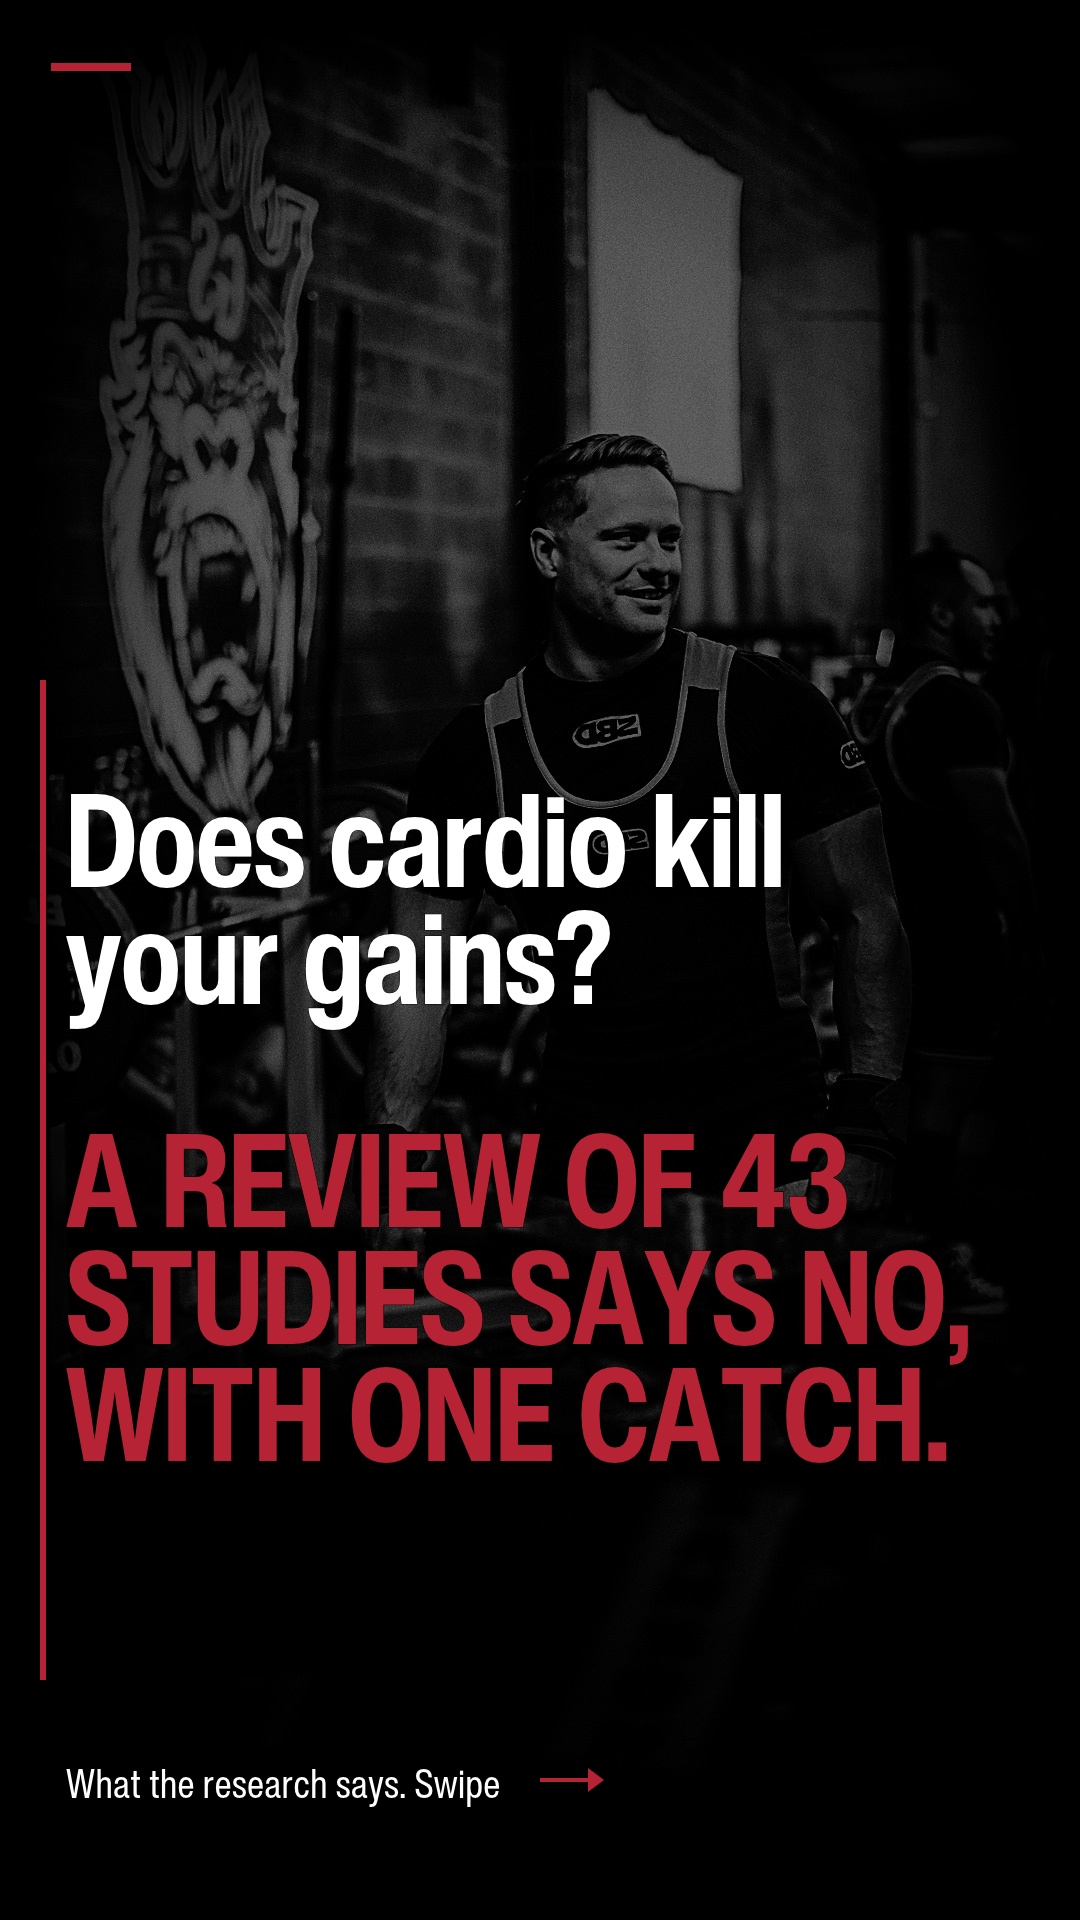 Does cardio kill
your gains?
A REVIEW OF 43
STUDIES SAYS NO,
WITH ONE CATCH.
What the research says. Swipe